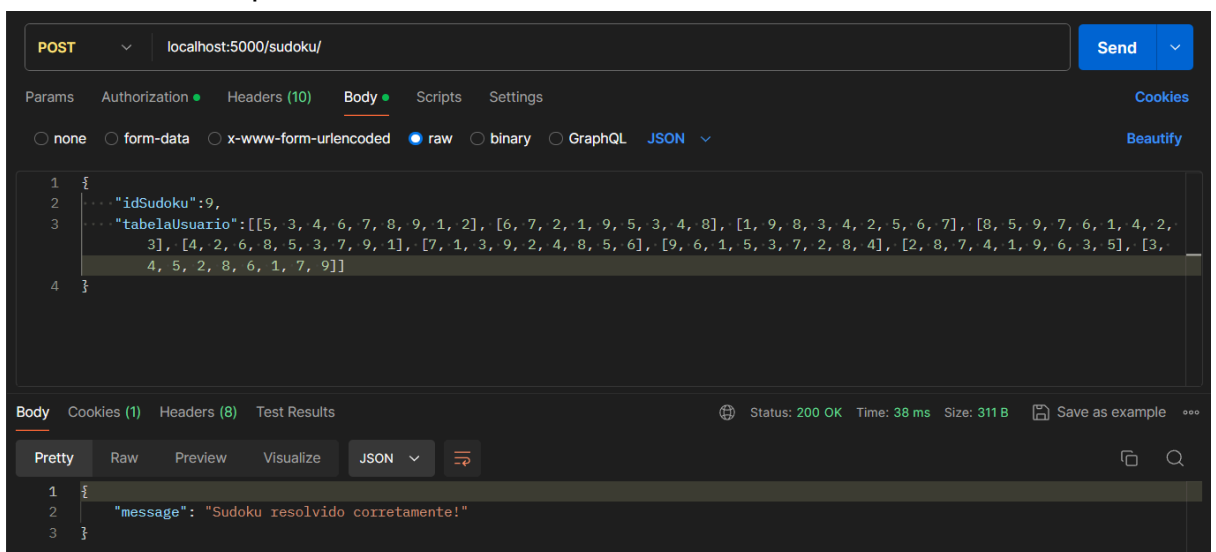 POST localhost:5000/sudoku/ Send
Params Authorization Headers (10) Body Scripts Settings Cookies
none form-data x-www-form-urlencoded raw binary GraphQL JSON Beautify
1 {
2 "idSudoku":9,
3 "tabelaUsuario":[[5, 3, 4, 6, 7, 8, 9, 1, 2], [6, 7, 2, 1, 9, 5, 3, 4, 8], [1, 9, 8, 3, 4, 2, 5, 6, 7], [8, 5, 9, 7, 6, 1, 4, 2,
3], [4, 2, 6, 8, 5, 3, 7, 9, 1], [7, 1, 3, 9, 2, 4, 8, 5, 6], [9, 6, 1, 5, 3, 7, 2, 8, 4], [2, 8, 7, 4, 1, 9, 6, 3, 5], [3,
4, 5, 2, 8, 6, 1, 7, 9]]
4 }
Body Cookies (1) Headers (8) Test Results Status: 200 OK Time: 38 ms Size: 311 B Save as example
Pretty Raw Preview Visualize JSON
1 {
2 "message": "Sudoku resolvido corretamente!"
3 }